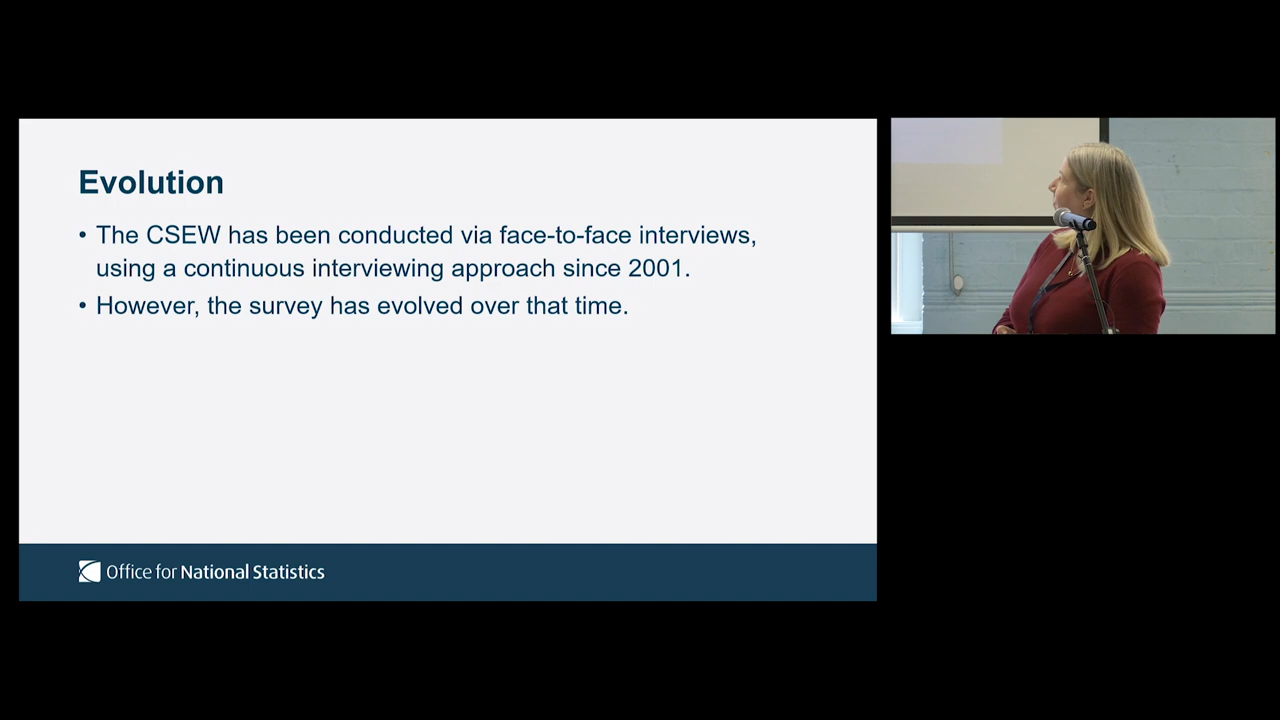 Evolution
• The CSEW has been conducted via face-to-face interviews,
using a continuous interviewing approach since 2001.
• However, the survey has evolved over that time.
Office for National Statistics